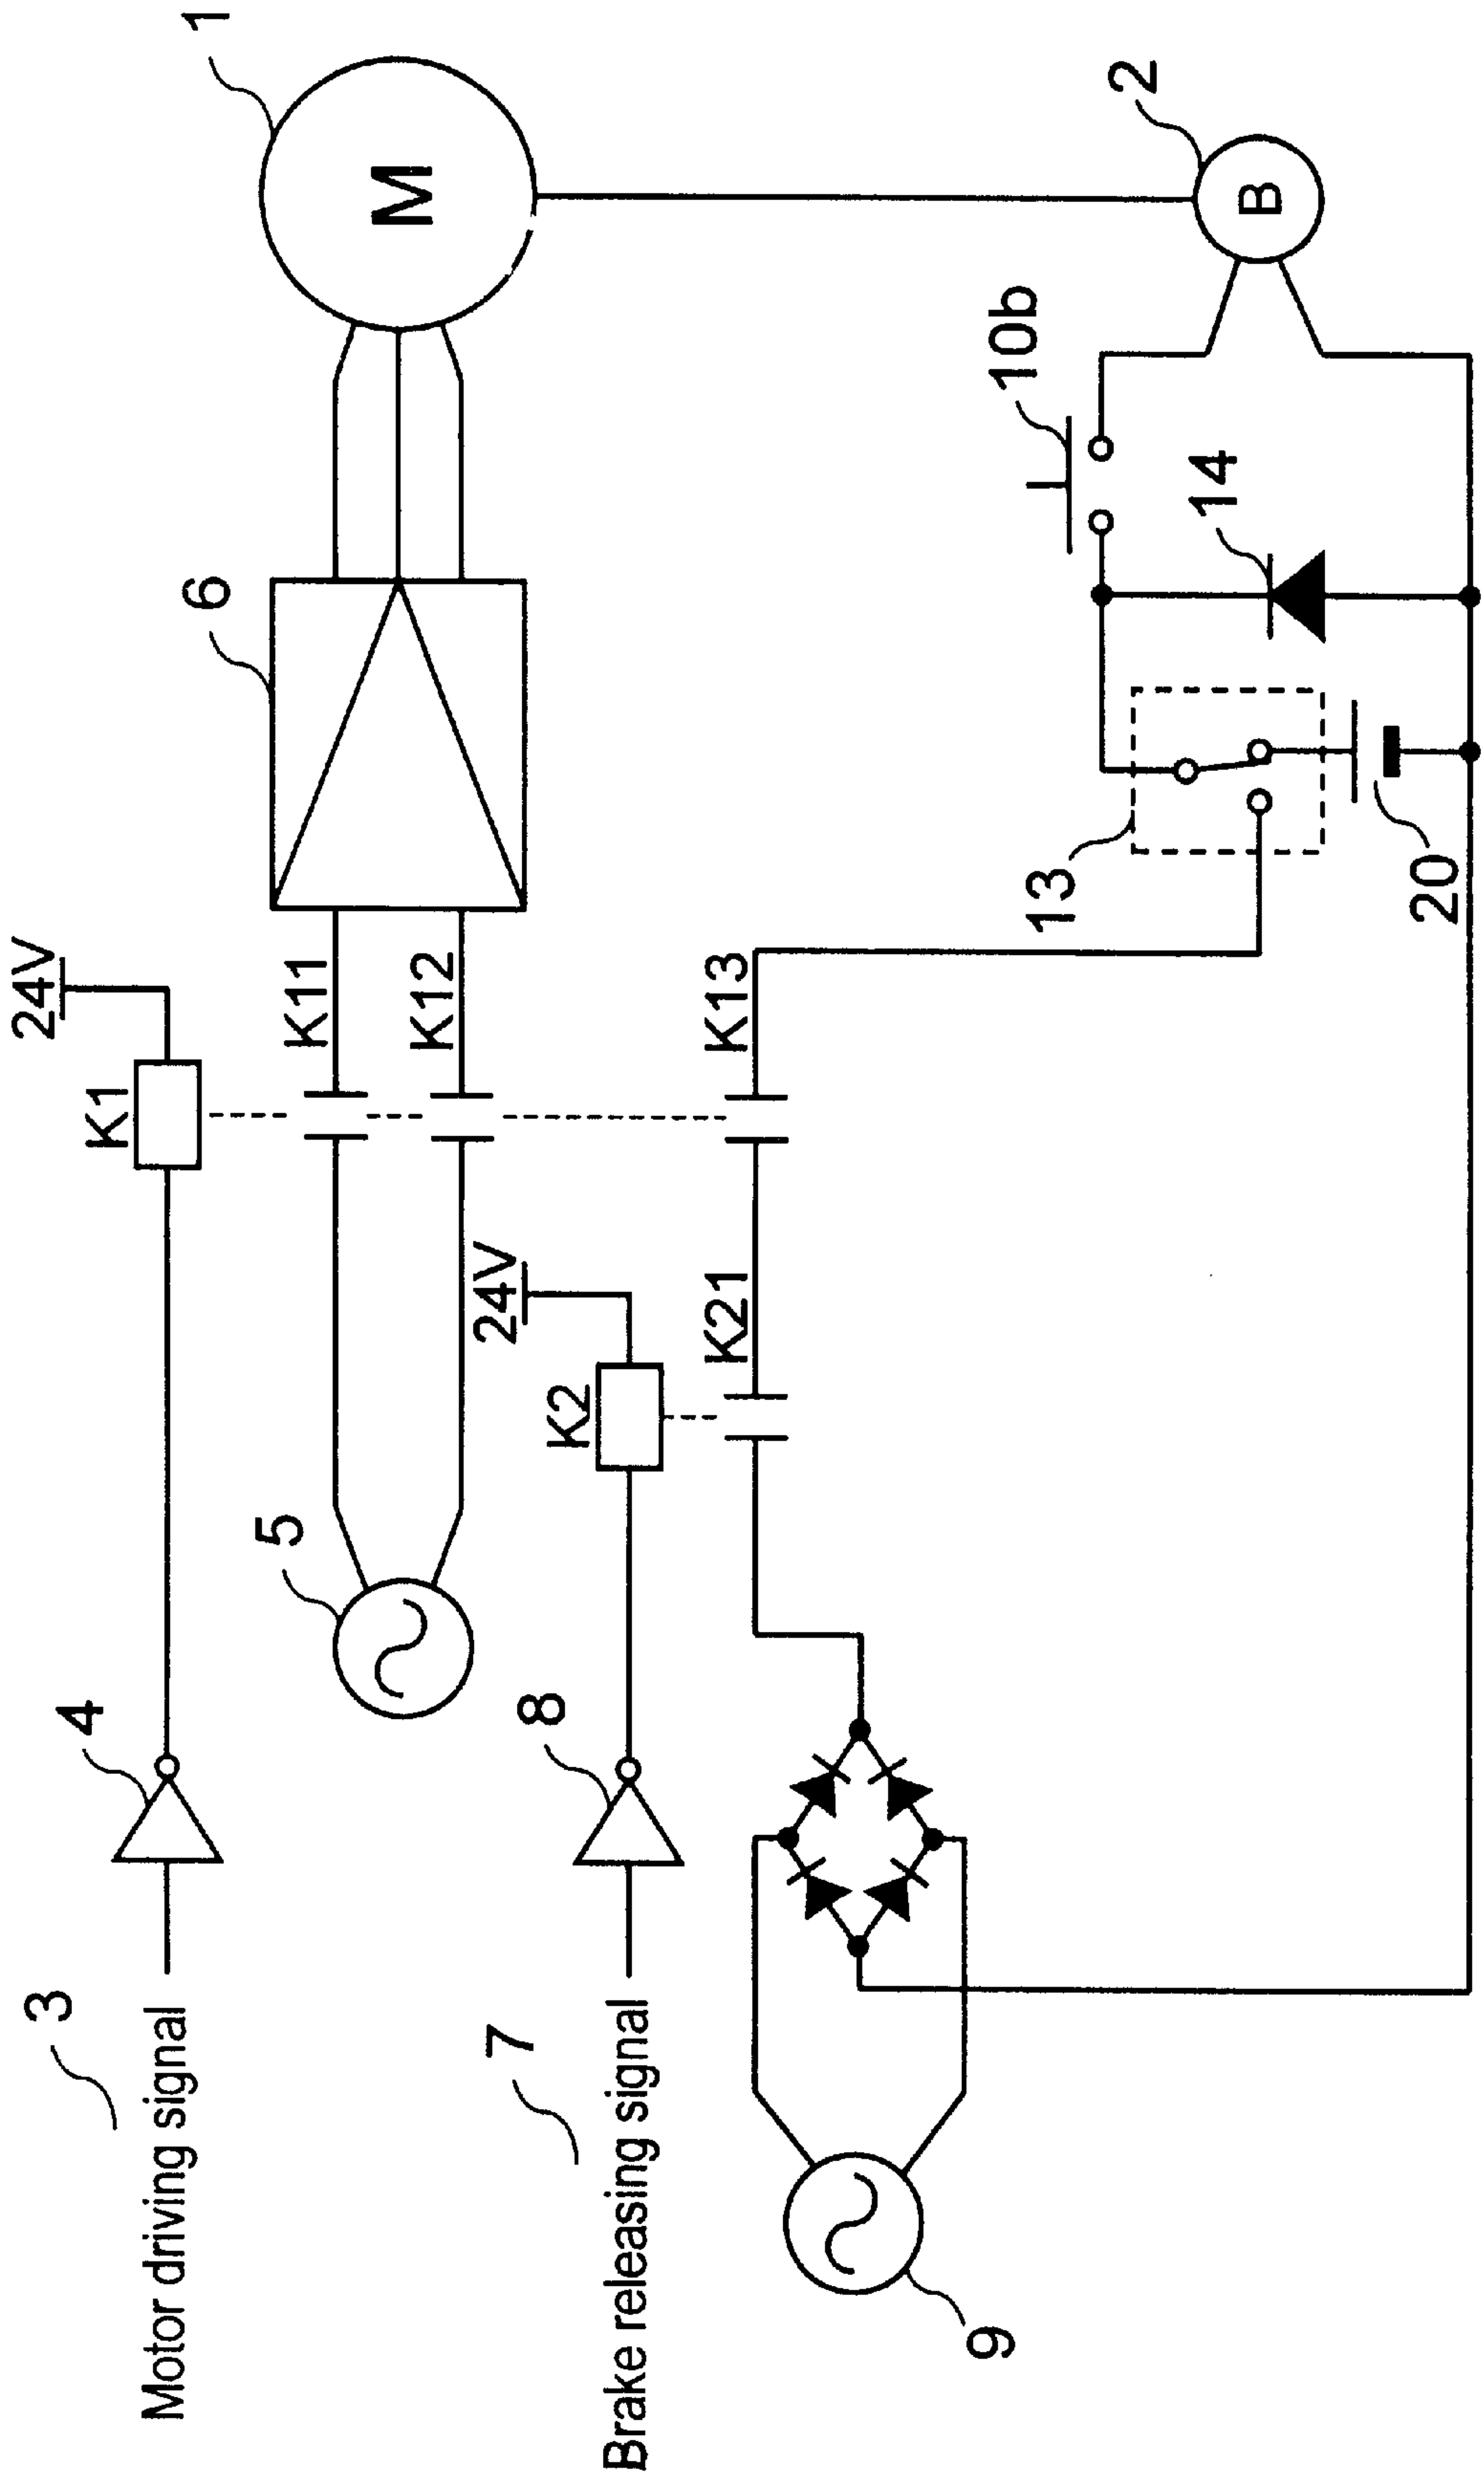 3
Motor driving signal
4
K1
24V
1
M
5
K11
K12
6
7
Brake releasing signal
8
K2
24V
K21
K13
10b
2
B
13
14
20
9